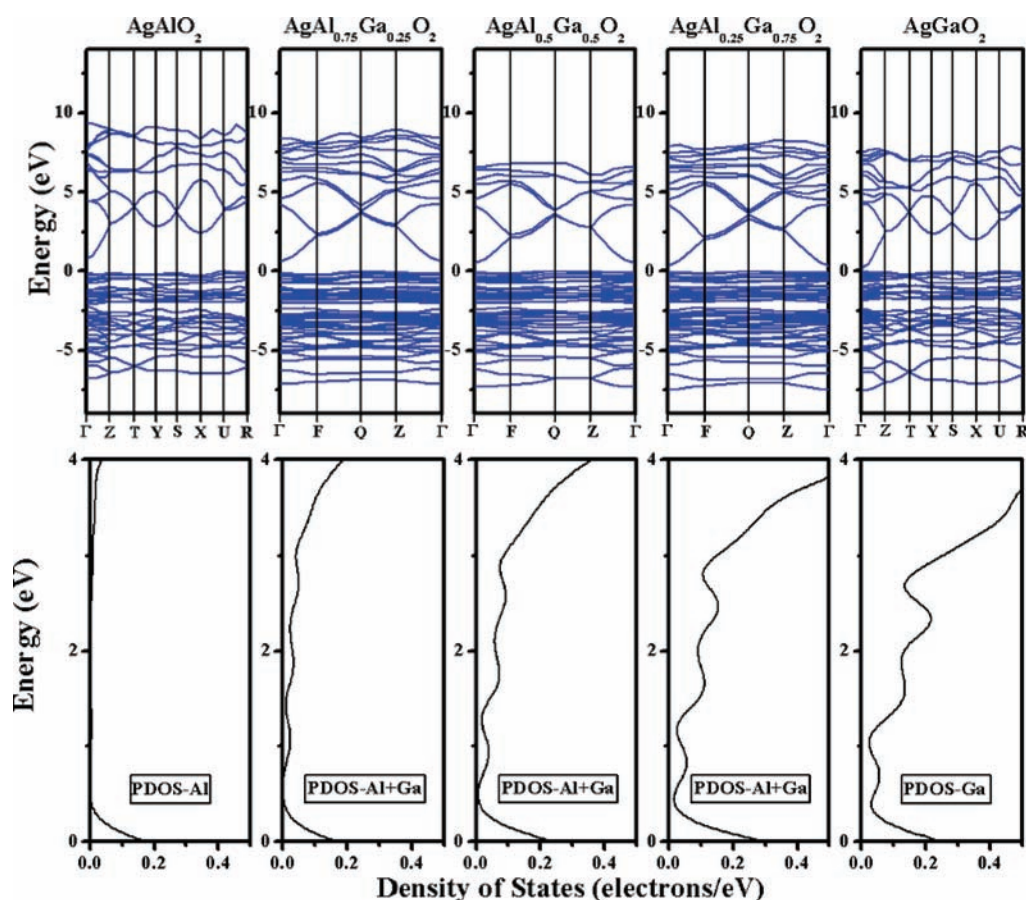 AgAlO₂ AgAl₀.₇₅Ga₀.₂₅O₂ AgAl₀.₅Ga₀.₅O₂ AgAl₀.₂₅Ga₀.₇₅O₂ AgGaO₂
Energy (eV)
10 10 10 10 10
5 5 5 5 5
0 0 0 0 0
-5 -5 -5 -5 -5
Γ Z T Y S X U R Γ F Q Z Γ Γ F Q Z Γ Γ F Q Z Γ Γ Z T Y S X U R
Energy (eV)
4 4 4 4 4
2 2 2 2 2
PDOS-Al PDOS-Al+Ga PDOS-Al+Ga PDOS-Al+Ga PDOS-Ga
0 0 0 0 0
0.0 0.2 0.4 0.0 0.2 0.4 0.0 0.2 0.4 0.0 0.2 0.4 0.0 0.2 0.4
Density of States (electrons/eV)